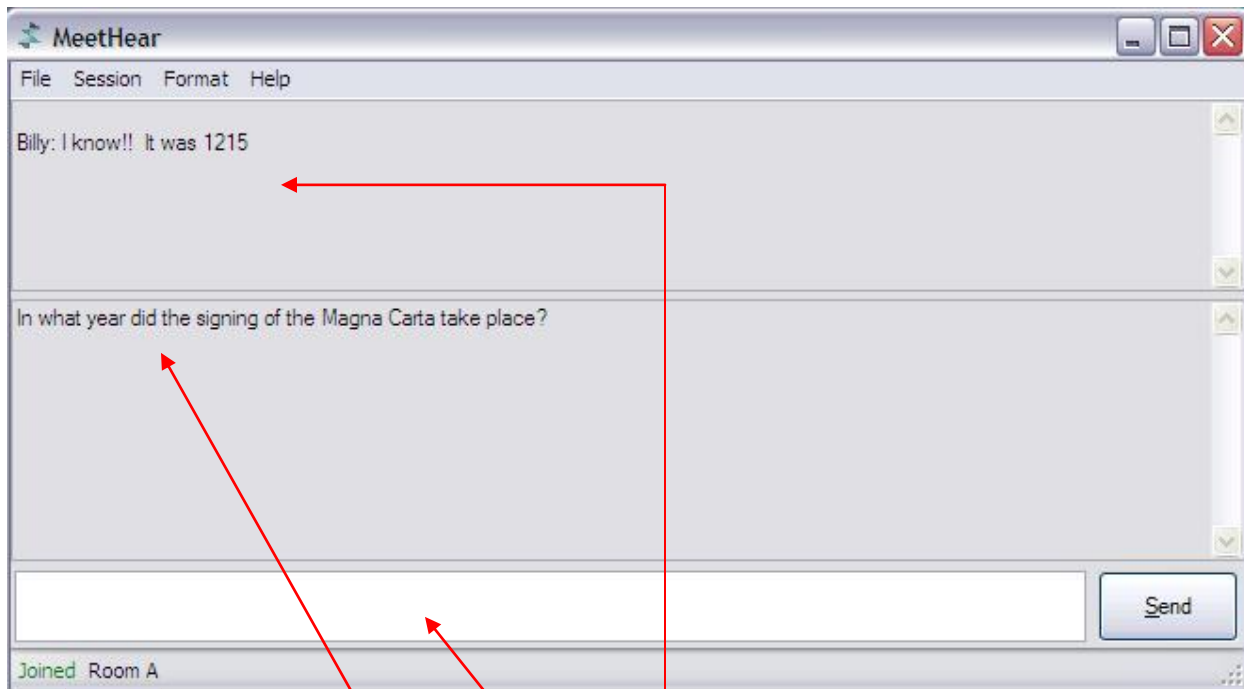 MeetHear
File Session Format Help
Billy: I know!! It was 1215
In what year did the signing of the Magna Carta take place?
Send
Joined Room A